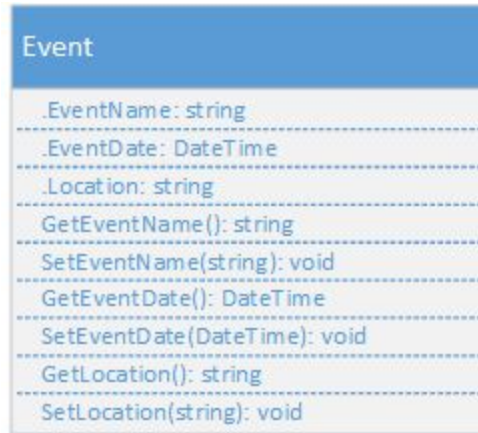 Event
.EventName: string
.EventDate: DateTime
.Location: string
GetEventName(): string
SetEventName(string): void
GetEventDate(): DateTime
SetEventDate(DateTime): void
GetLocation(): string
SetLocation(string): void